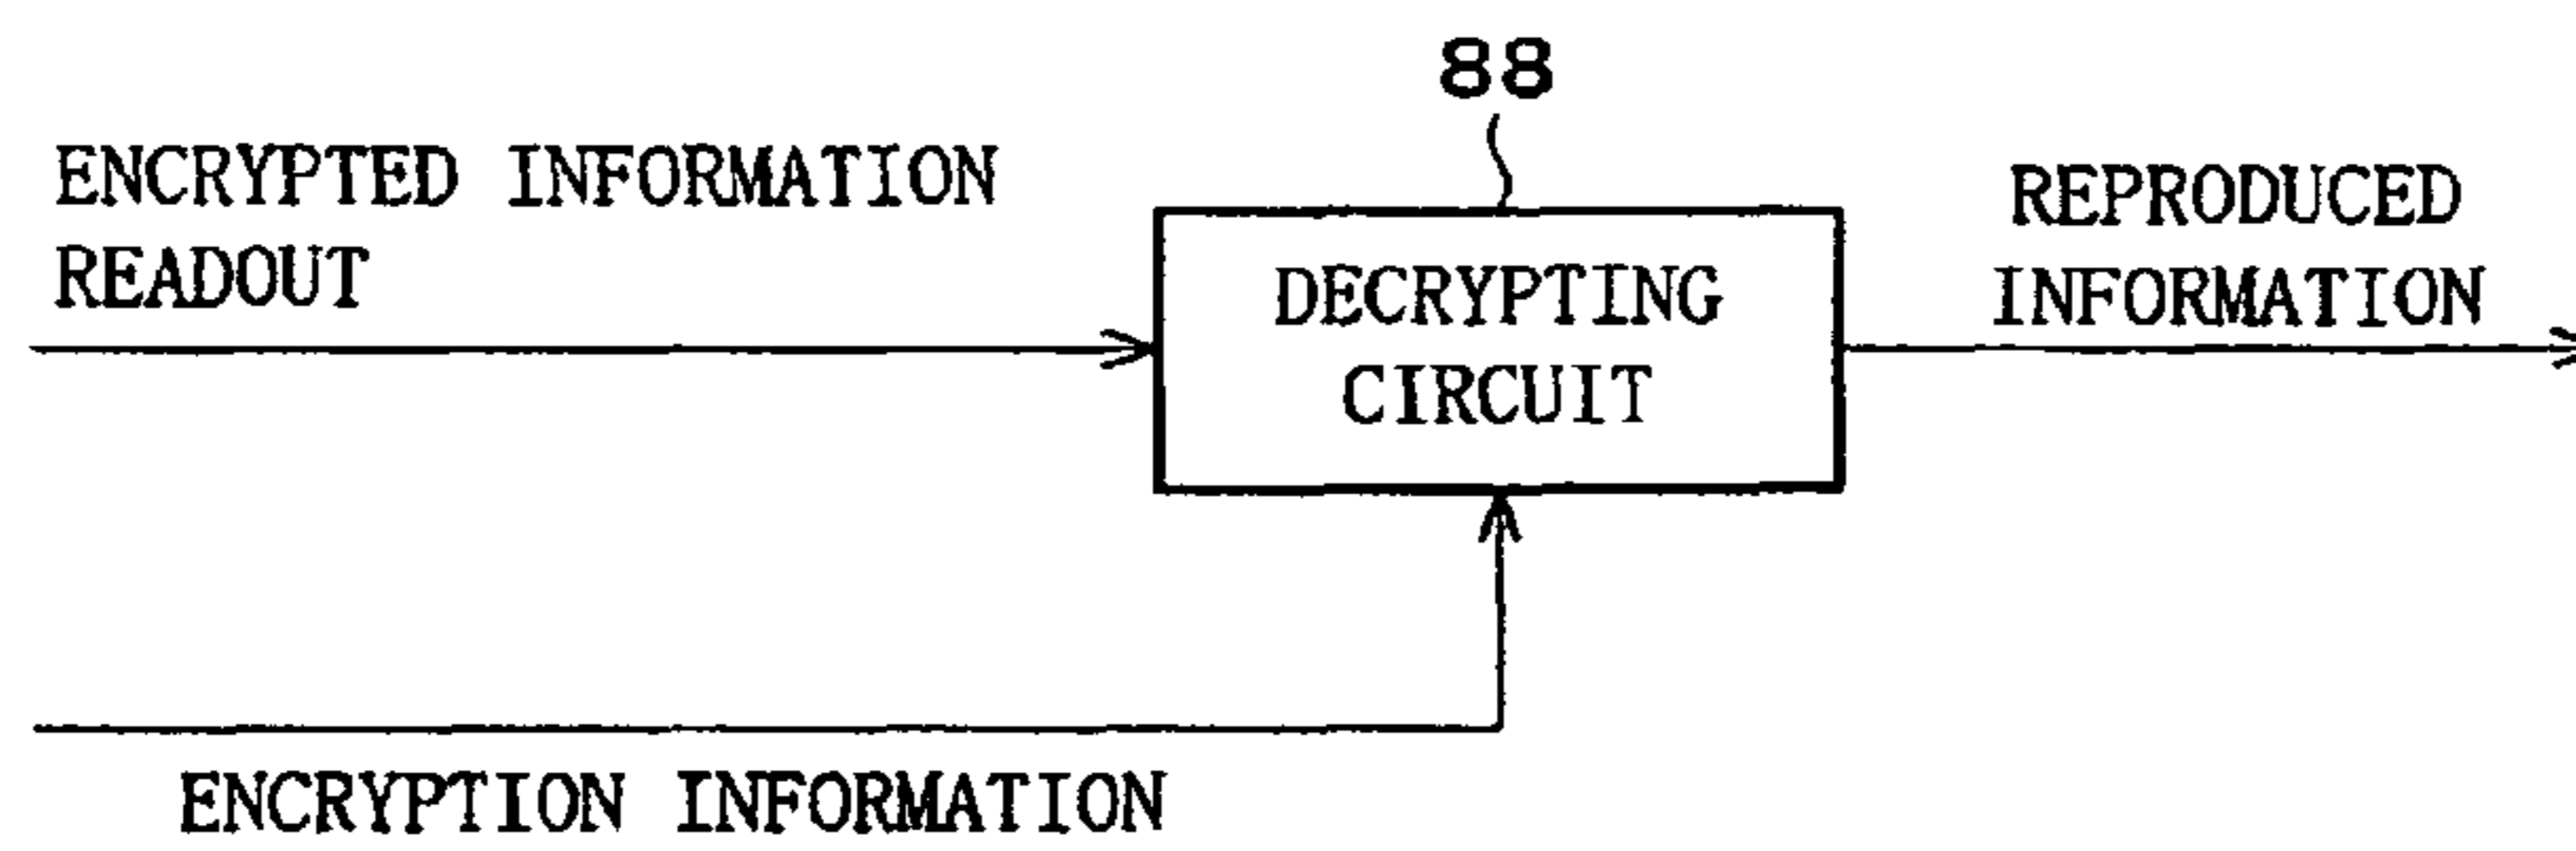 88
ENCRYPTED INFORMATION
READOUT
DECRYPTING
CIRCUIT
REPRODUCED
INFORMATION
ENCRYPTION INFORMATION